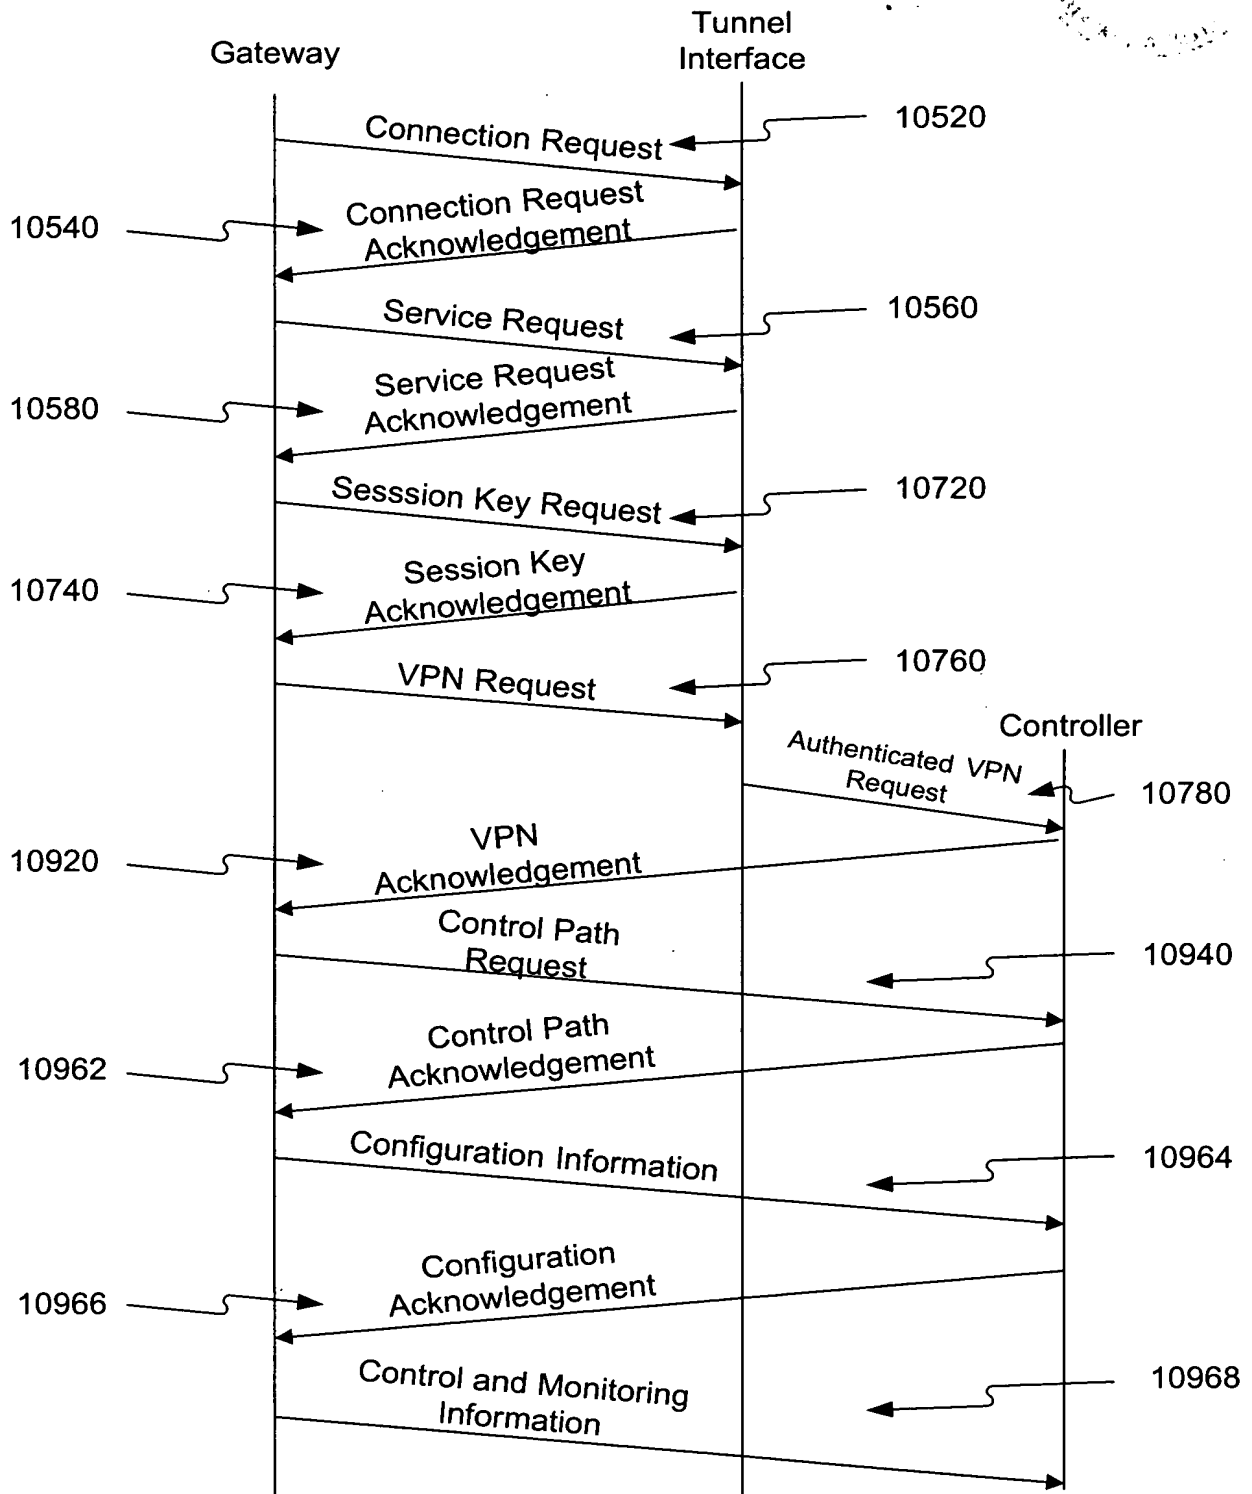 Gateway
Tunnel
Interface
Connection Request
10520
10540
Connection Request
Acknowledgement
Service Request
10560
10580
Service Request
Acknowledgement
Sesssion Key Request
10720
10740
Session Key
Acknowledgement
VPN Request
10760
Controller
Authenticated VPN
Request
10780
10920
VPN
Acknowledgement
Control Path
Request
10940
10962
Control Path
Acknowledgement
Configuration Information
10964
10966
Configuration
Acknowledgement
Control and Monitoring
Information
10968